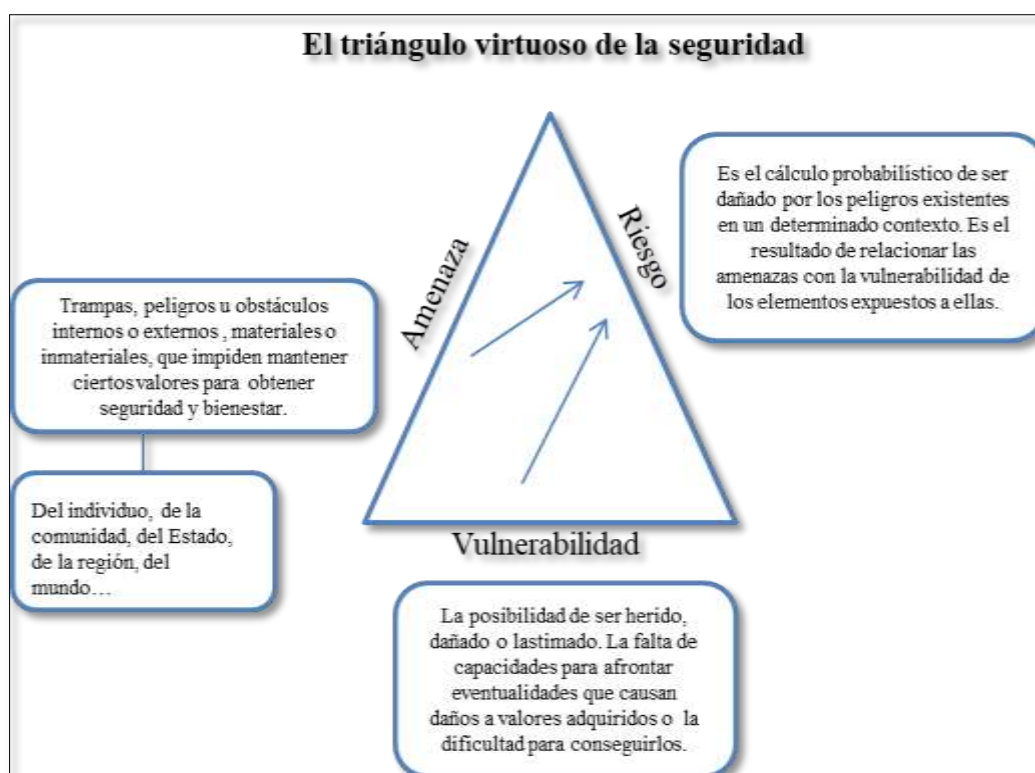 El triángulo virtuoso de la seguridad
Amenaza
Riesgo
Es el cálculo probabilístico de ser
dañado por los peligros existentes
en un determinado contexto. Es el
resultado de relacionar las
amenazas con la vulnerabilidad de
los elementos expuestos a ellas.
Trampas, peligros u obstáculos
internos o externos , materiales o
inmateriales, que impiden mantener
ciertos valores para obtener
seguridad y bienestar.
Del individuo, de la
comunidad, del Estado,
de la región, del
mundo…
Vulnerabilidad
La posibilidad de ser herido,
dañado o lastimado. La falta de
capacidades para afrontar
eventualidades que causan
daños a valores adquiridos o la
dificultad para conseguirlos.